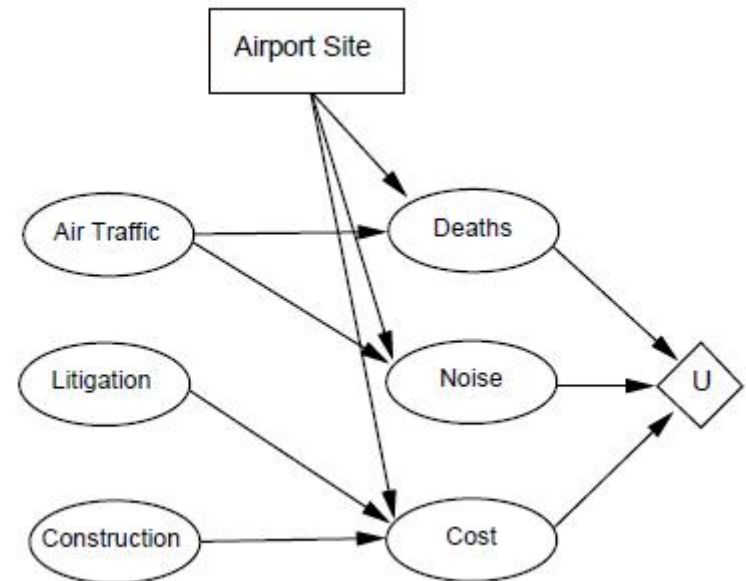 Airport Site
Air Traffic
Deaths
Litigation
Noise
U
Construction
Cost